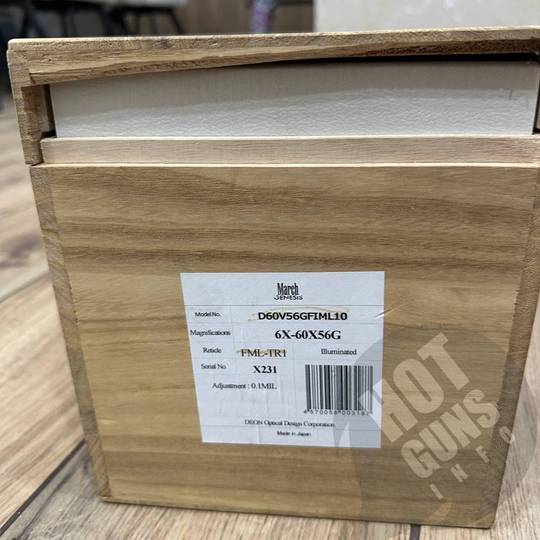 March
GENESIS
Model No. D60V56GFIML10
Magnifications 6X-60X56G
Reticle FML-TR1 Illuminated
Serial No. X231
Adjustment : 0.1MIL
DEON Optical Design Corporation
Made in Japan
HOT
GUNS
INFO